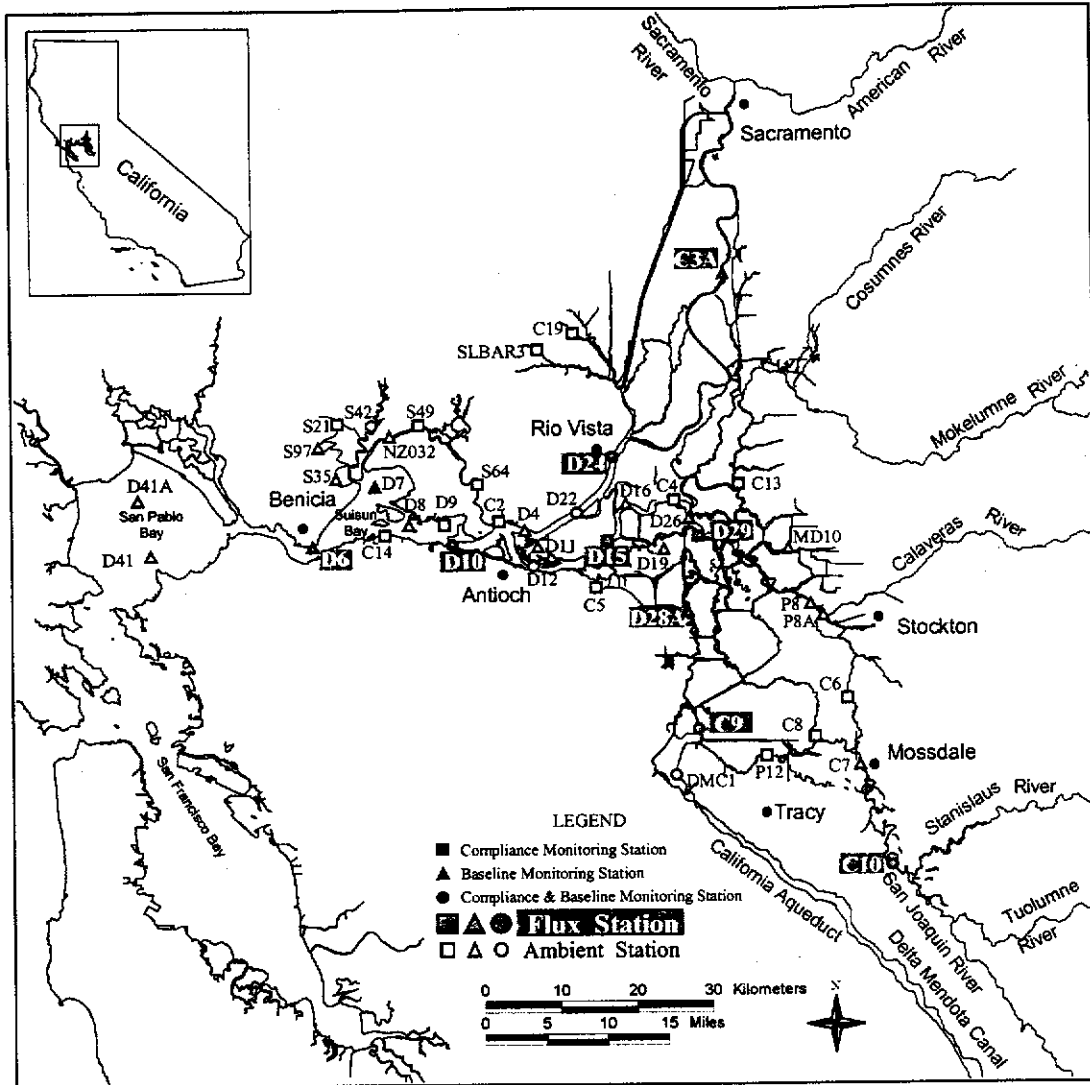 California
Sacramento
River
American River
Sacramento
Cosumnes River
C3A
C19
SLBAR3
Mokelumne River
S42
S21
S49
S97
NZ032
Rio Vista
D24
S35
D7
S64
C13
D41A
San Pablo
Bay
Benicia
Suisun
Bay
D8
D9
C2
D4
D22
D16
C4
D26
D29
MD10
Calaveras
River
D41
D6
C14
D10
D11
D12
D15
D19
Antioch
C5
D28A
P8
P8A
Stockton
C6
C9
C8
P12
C7
Mossdale
DMC1
Tracy
Stanislaus River
San Francisco Bay
C10
San Joaquin River
Tuolumne
River
California Aqueduct
Delta Mendota Canal
LEGEND
Compliance Monitoring Station
Baseline Monitoring Station
Compliance & Baseline Monitoring Station
Flux Station
Ambient Station
0 10 20 30 Kilometers
0 5 10 15 Miles
N